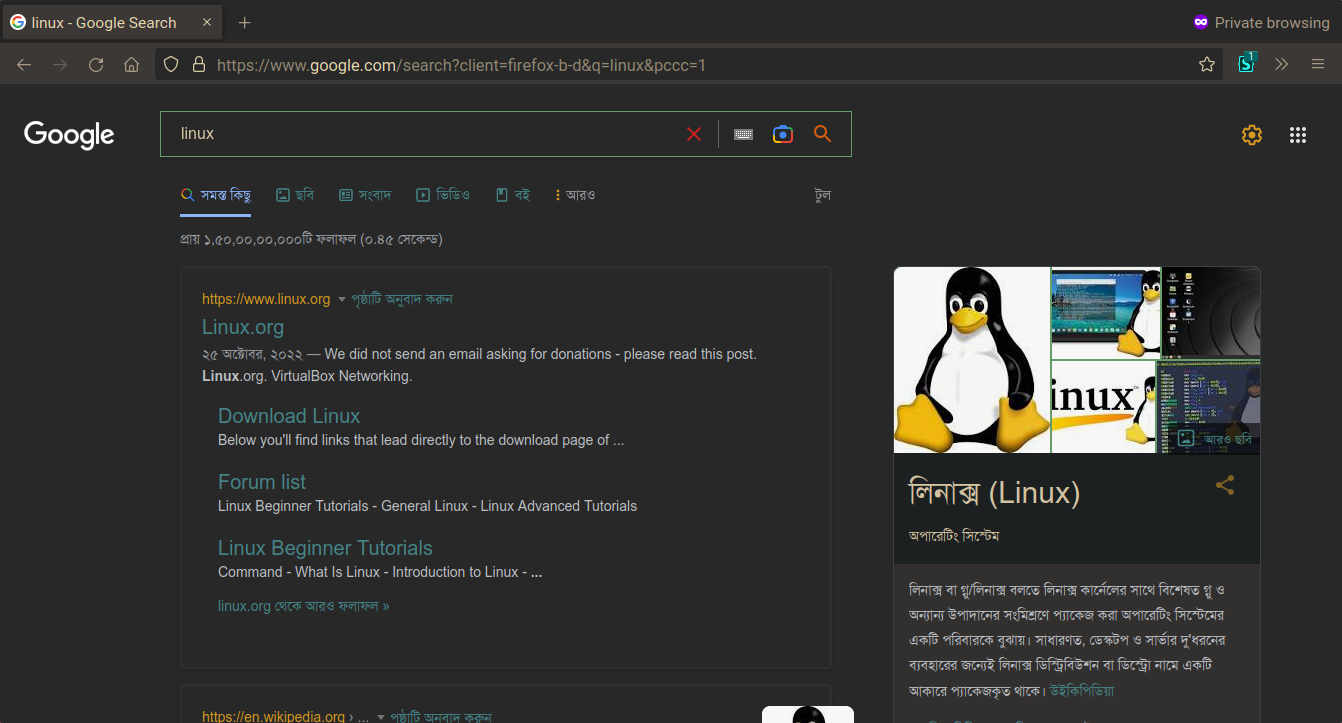 linux - Google Search
Private browsing
https://www.google.com/search?client=firefox-b-d&q=linux&pccc=1
1
S
Google
linux
সমস্ত কিছু
ছবি
সংবাদ
ভিডিও
বই
আরও
টুল
প্রায় ১,৫০,০০,০০,০০০টি ফলাফল (০.৪৫ সেকেন্ড)
https://www.linux.org
পৃষ্ঠাটি অনুবাদ করুন
Linux.org
২৫ অক্টোবর, ২০২২ — We did not send an email asking for donations - please read this post.
Linux.org. VirtualBox Networking.
Download Linux
Below you'll find links that lead directly to the download page of ...
Forum list
Linux Beginner Tutorials - General Linux - Linux Advanced Tutorials
Linux Beginner Tutorials
Command - What Is Linux - Introduction to Linux - ...
linux.org থেকে আরও ফলাফল »
https://en.wikipedia.org › ...
পৃষ্ঠাটি অনুবাদ করুন
inux
আরও ছবি
লিনাক্স (Linux)
অপারেটিং সিস্টেম
লিনাক্স বা গ্নু/লিনাক্স বলতে লিনাক্স কার্নেলের সাথে বিশেষত গ্নু ও
অন্যান্য উপাদানের সংমিশ্রণে প্যাকেজ করা অপারেটিং সিস্টেমের
একটি পরিবারকে বুঝায়। সাধারণত, ডেস্কটপ ও সার্ভার দু'ধরনের
ব্যবহারের জন্যেই লিনাক্স ডিস্ট্রিবিউশন বা ডিস্ট্রো নামে একটি
আকারে প্যাকেজকৃত থাকে। উইকিপিডিয়া